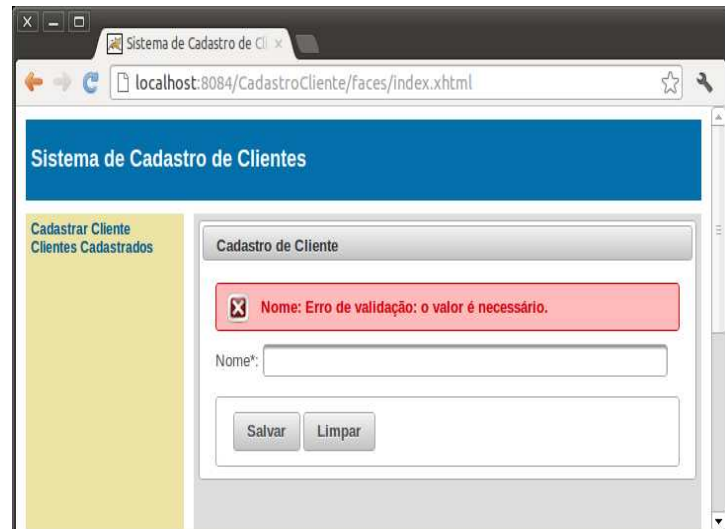 Sistema de Cadastro de Cli
localhost:8084/CadastroCliente/faces/index.xhtml
Sistema de Cadastro de Clientes
Cadastrar Cliente
Clientes Cadastrados
Cadastro de Cliente
Nome: Erro de validação: o valor é necessário.
Nome*:
Salvar Limpar